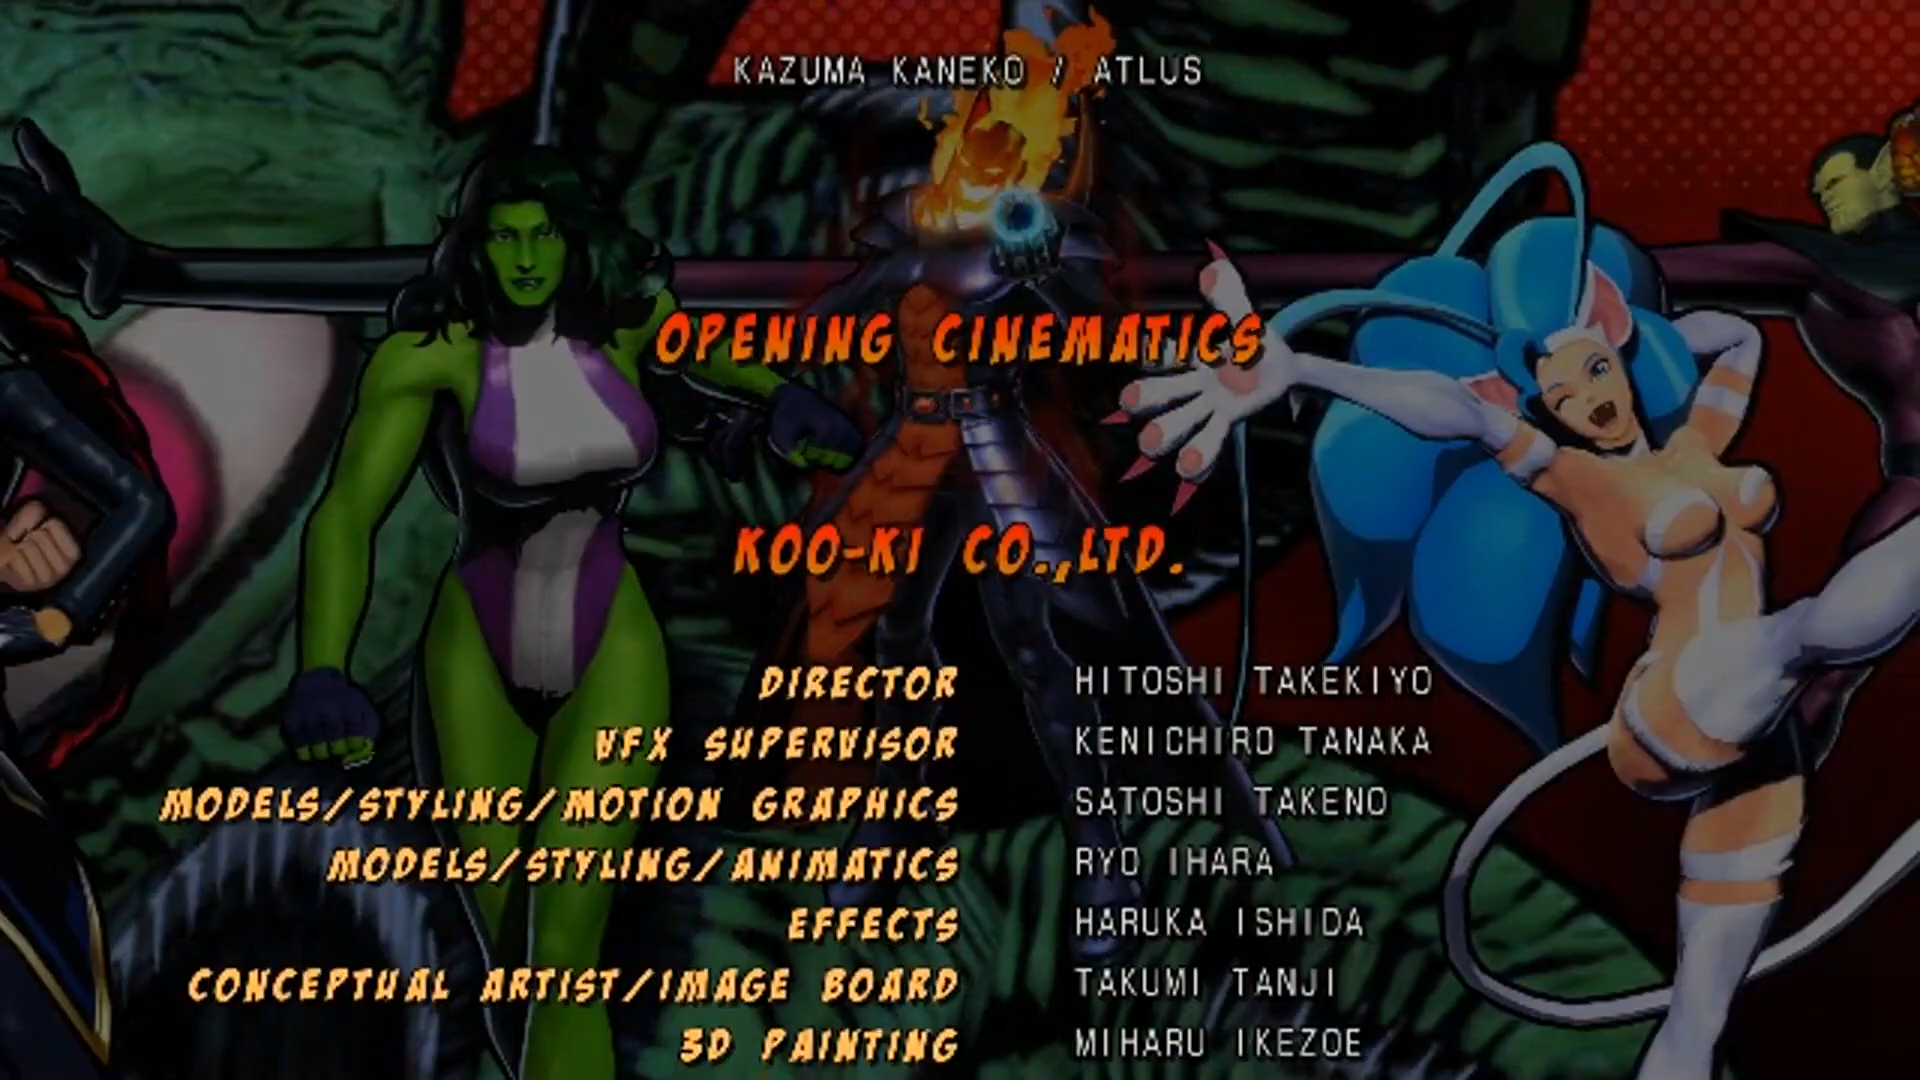 KAZUMA KANEKO / ATLUS
OPENING CINEMATICS
KOO-KI CO.,LTD.
DIRECTOR HITOSHI TAKEKIYO
VFX SUPERVISOR KENICHIRO TANAKA
MODELS/STYLING/MOTION GRAPHICS SATOSHI TAKENO
MODELS/STYLING/ANIMATICS RYO IHARA
EFFECTS HARUKA ISHIDA
CONCEPTUAL ARTIST/IMAGE BOARD TAKUMI TANJI
3D PAINTING MIHARU IKEZOE